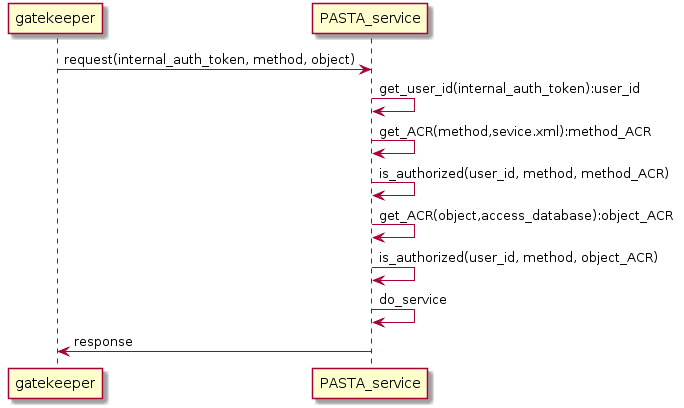 gatekeeper
PASTA_service
request(internal_auth_token, method, object)
get_user_id(internal_auth_token):user_id
get_ACR(method,sevice.xml):method_ACR
is_authorized(user_id, method, method_ACR)
get_ACR(object,access_database):object_ACR
is_authorized(user_id, method, object_ACR)
do_service
response
gatekeeper
PASTA_service